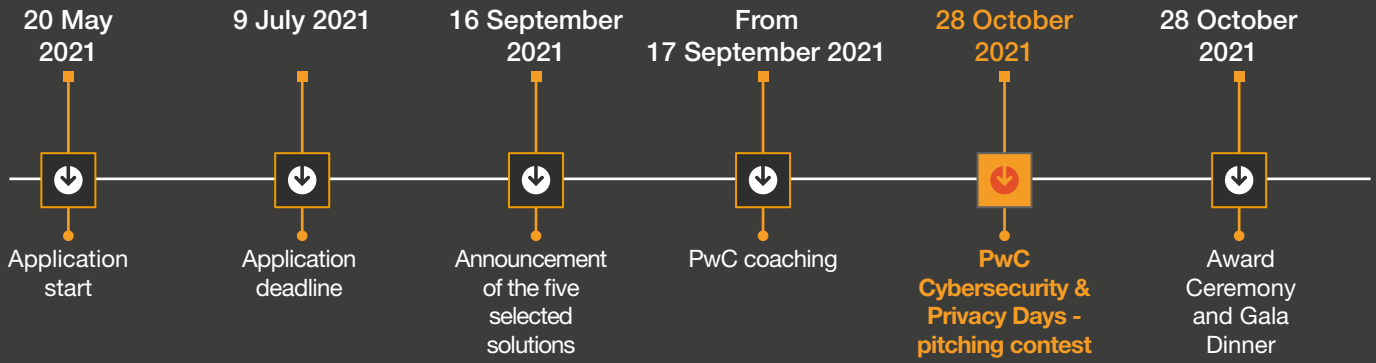 20 May
2021
9 July 2021
16 September
2021
From
17 September 2021
28 October
2021
28 October
2021
Application
start
Application
deadline
Announcement
of the five
selected
solutions
PwC coaching
PwC
Cybersecurity &
Privacy Days -
pitching contest
Award
Ceremony
and Gala
Dinner